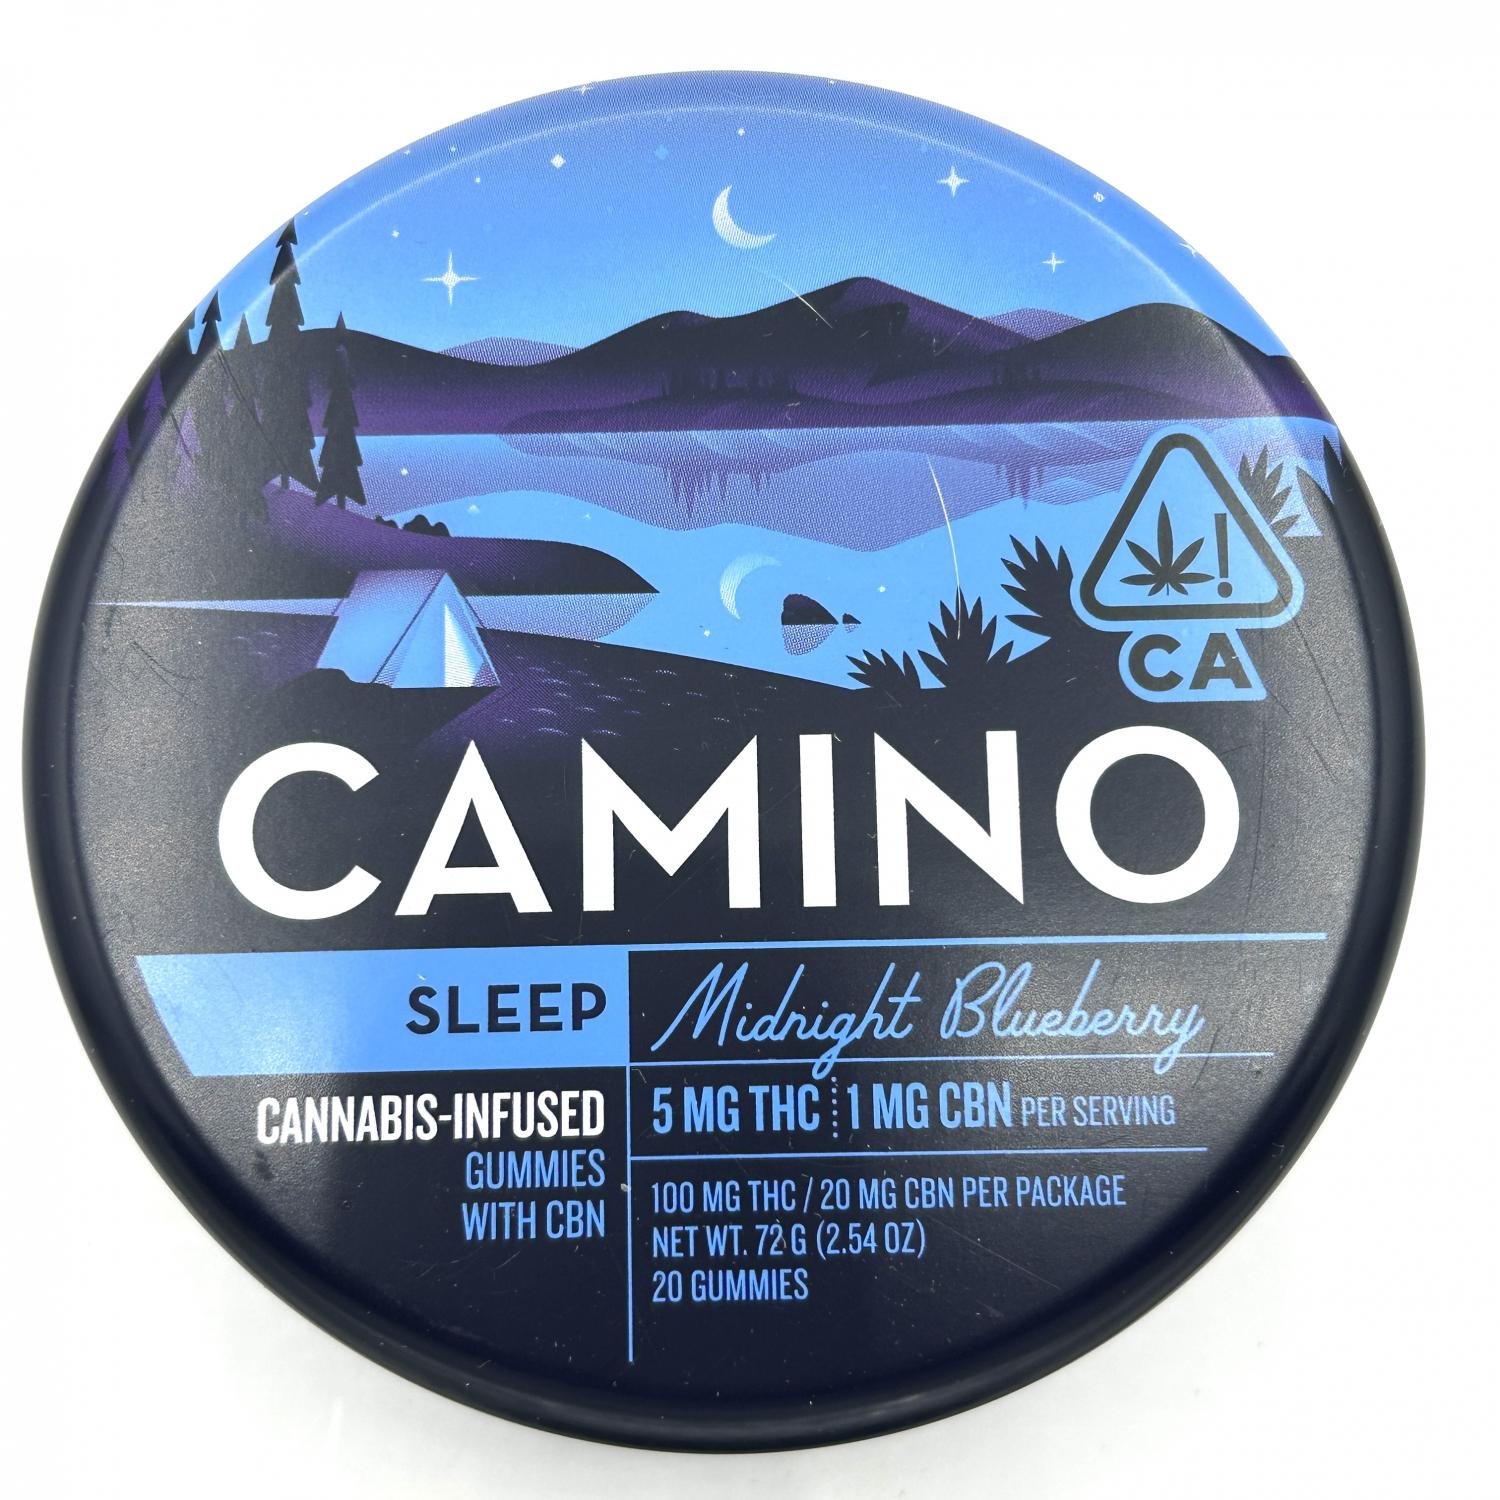 !
CA
CAMINO
SLEEP
Midnight Blueberry
CANNABIS-INFUSED
GUMMIES
WITH CBN
5 MG THC 1 MG CBN PER SERVING
100 MG THC / 20 MG CBN PER PACKAGE
NET WT. 72 G (2.54 OZ)
20 GUMMIES